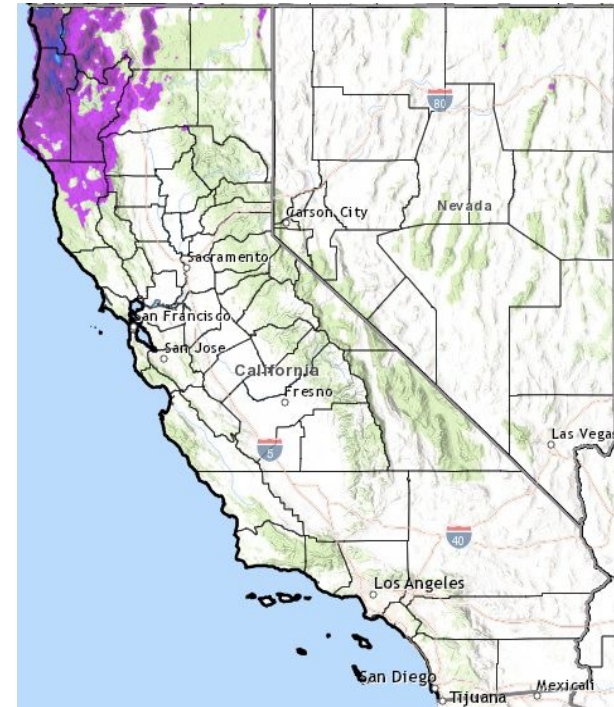 80
Nevada
Carson City
Sacramento
San Francisco
San Jose
California
Fresno
Las Vegas
5
40
Los Angeles
San Diego
Mexicali
Tijuana